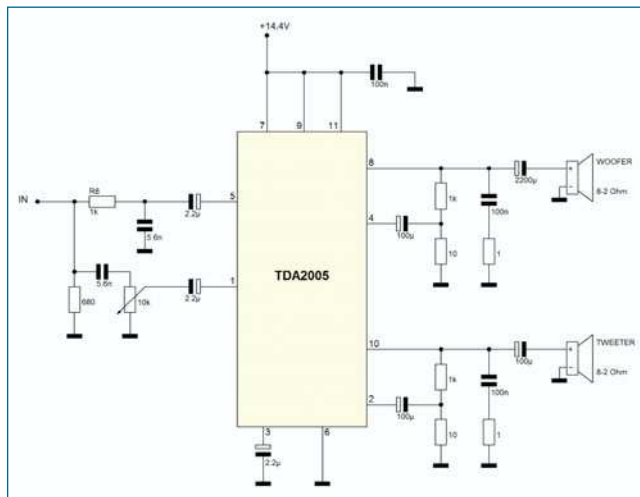 +14.4V
100n
7
9
11
8
2200µ
WOOFER
8-2 Ohm
IN
R6
1k
2.2µ
5
5.6n
4
100µ
1k
100n
10
1
5.6n
680
10k
2.2µ
1
TDA2005
10
100µ
TWEETER
8-2 Ohm
2
100µ
1k
100n
10
1
3
6
2.2µ
+
-
+
-